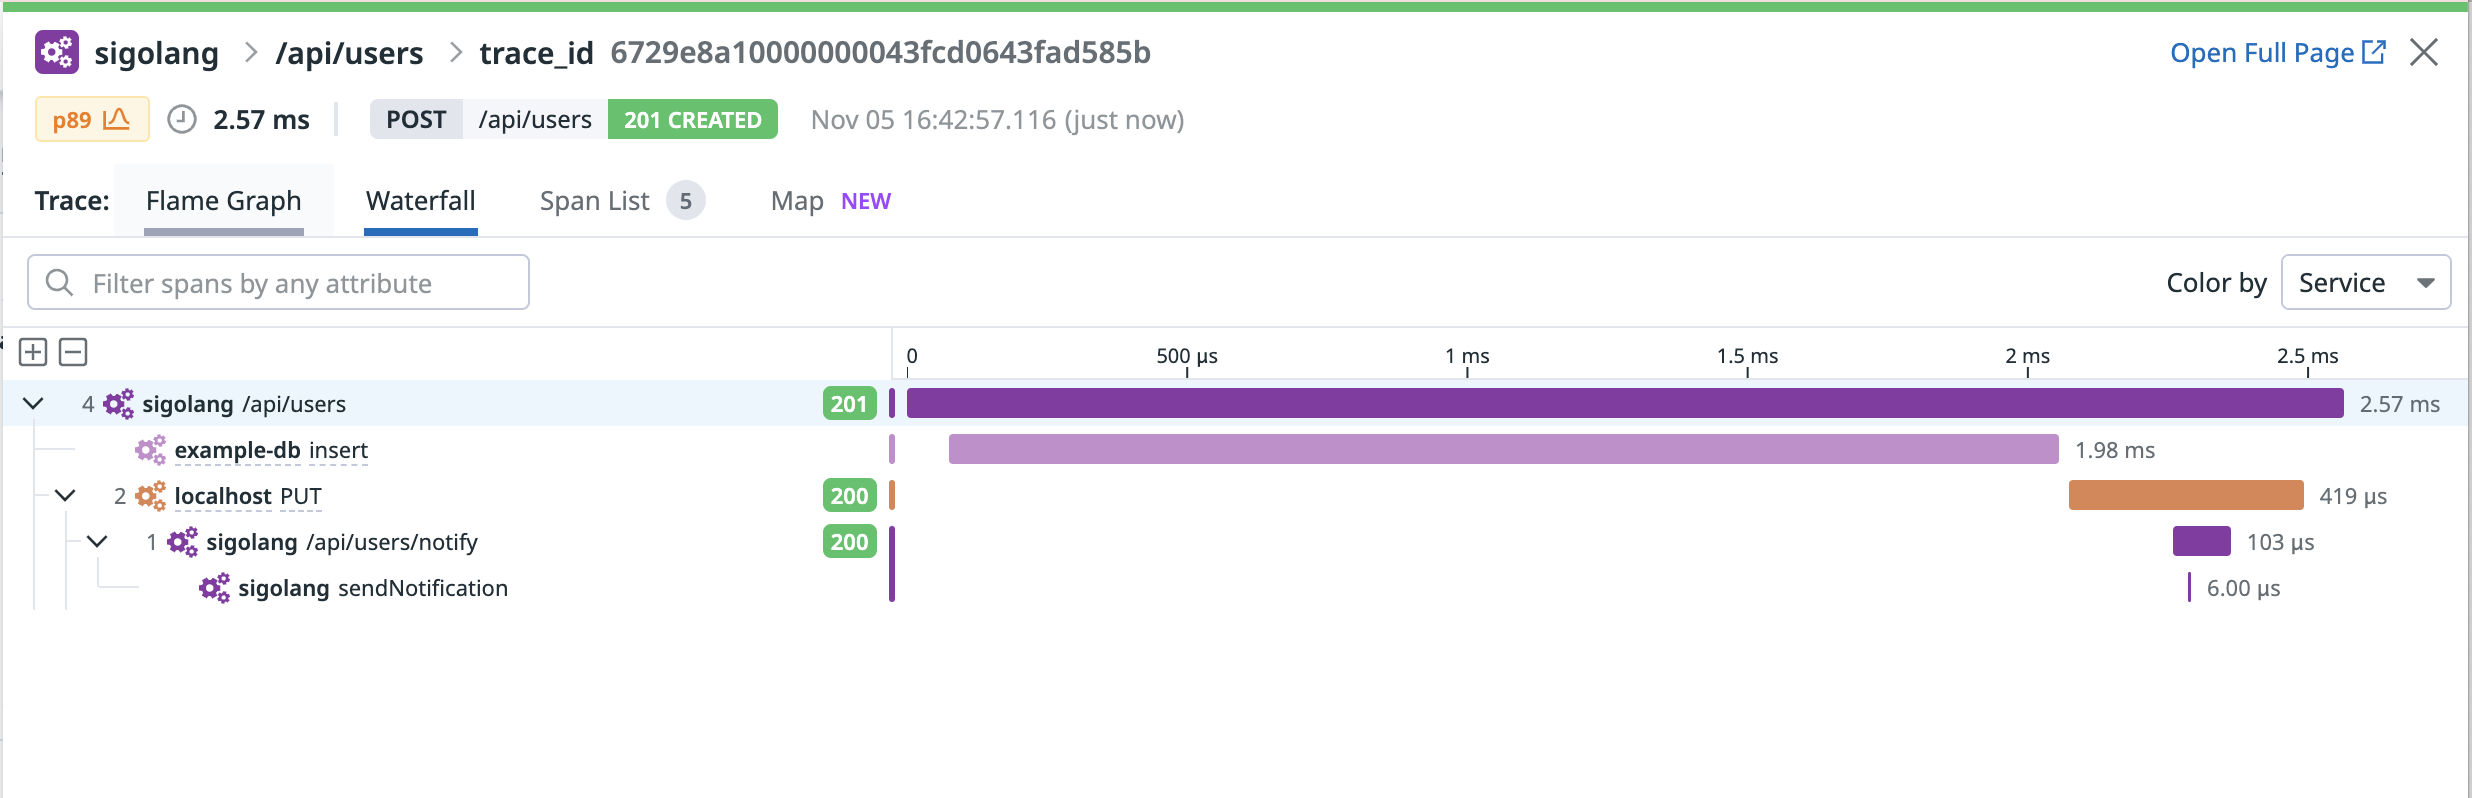 sigolang > /api/users > trace_id 6729e8a10000000043fcd0643fad585b Open Full Page
p89 2.57 ms POST /api/users 201 CREATED Nov 05 16:42:57.116 (just now)
Trace: Flame Graph Waterfall Span List 5 Map NEW
Filter spans by any attribute Color by Service
0 500 µs 1 ms 1.5 ms 2 ms 2.5 ms
4 sigolang /api/users 201 2.57 ms
example-db insert 1.98 ms
2 localhost PUT 200 419 µs
1 sigolang /api/users/notify 200 103 µs
sigolang sendNotification 6.00 µs